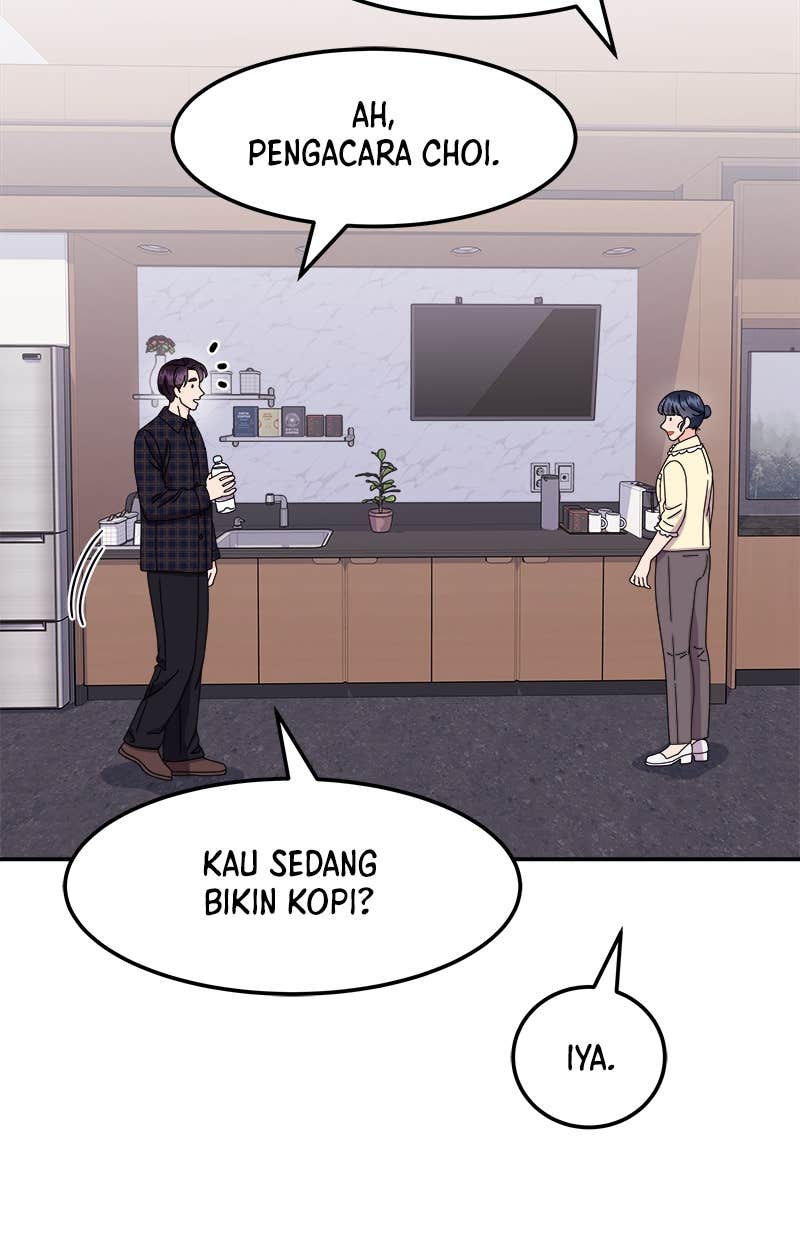 AH,
PENGACARA CHOI.
KAU SEDANG
BIKIN KOPI?
IYA.